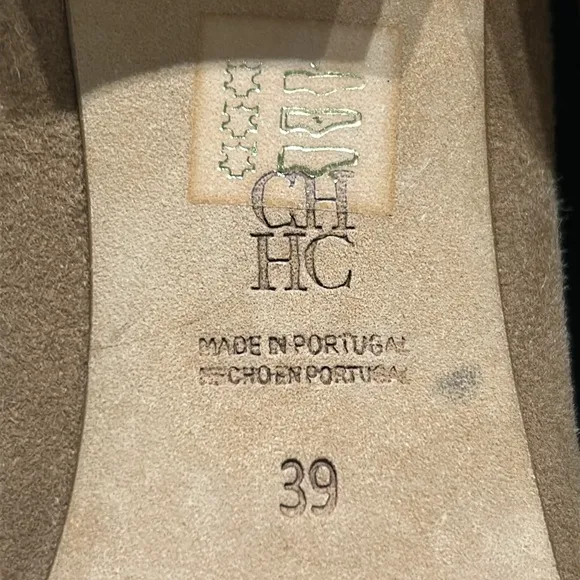 CH
HC
MADE IN PORTUGAL
HECHO EN PORTUGAL
39